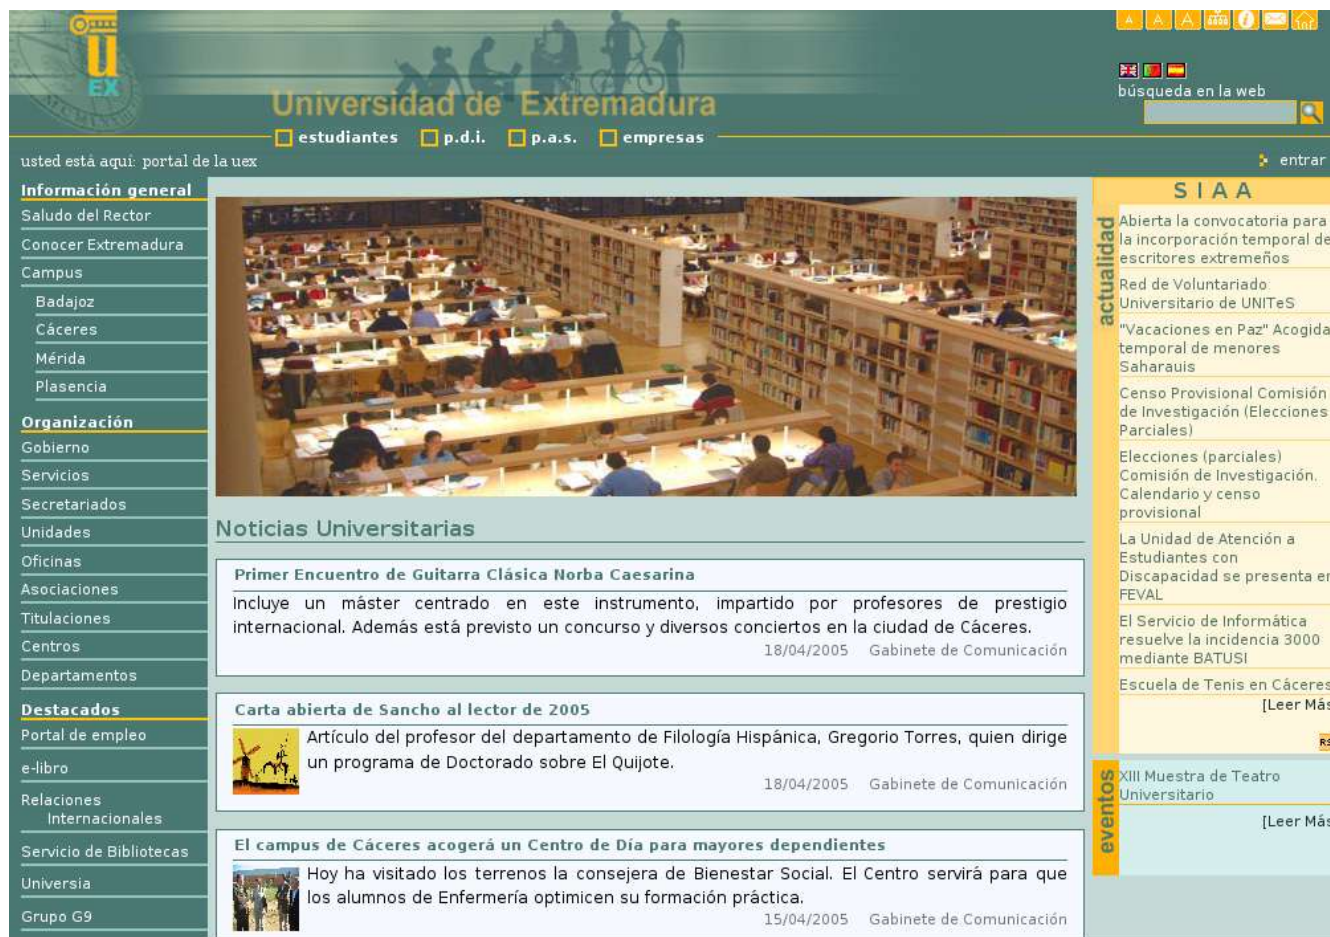 UEX
Universidad de Extremadura
estudiantes p.d.i. p.a.s. empresas
A A A i
búsqueda en la web
usted está aquí: portal de la uex
entrar
Información general
Saludo del Rector
Conocer Extremadura
Campus
Badajoz
Cáceres
Mérida
Plasencia
Organización
Gobierno
Servicios
Secretariados
Unidades
Oficinas
Asociaciones
Titulaciones
Centros
Departamentos
Destacados
Portal de empleo
e-libro
Relaciones
Internacionales
Servicio de Bibliotecas
Universia
Grupo G9
Noticias Universitarias
Primer Encuentro de Guitarra Clásica Norba Caesarina
Incluye un máster centrado en este instrumento, impartido por profesores de prestigio
internacional. Además está previsto un concurso y diversos conciertos en la ciudad de Cáceres.
18/04/2005 Gabinete de Comunicación
Carta abierta de Sancho al lector de 2005
Artículo del profesor del departamento de Filología Hispánica, Gregorio Torres, quien dirige
un programa de Doctorado sobre El Quijote.
18/04/2005 Gabinete de Comunicación
El campus de Cáceres acogerá un Centro de Día para mayores dependientes
Hoy ha visitado los terrenos la consejera de Bienestar Social. El Centro servirá para que
los alumnos de Enfermería optimicen su formación práctica.
15/04/2005 Gabinete de Comunicación
SIAA
actualidad
Abierta la convocatoria para
la incorporación temporal de
escritores extremeños
Red de Voluntariado
Universitario de UNITeS
"Vacaciones en Paz" Acogida
temporal de menores
Saharauis
Censo Provisional Comisión
de Investigación (Elecciones
Parciales)
Elecciones (parciales)
Comisión de Investigación.
Calendario y censo
provisional
La Unidad de Atención a
Estudiantes con
Discapacidad se presenta en
FEVAL
El Servicio de Informática
resuelve la incidencia 3000
mediante BATUSI
Escuela de Tenis en Cáceres
[Leer Más
eventos
XIII Muestra de Teatro
Universitario
[Leer Más